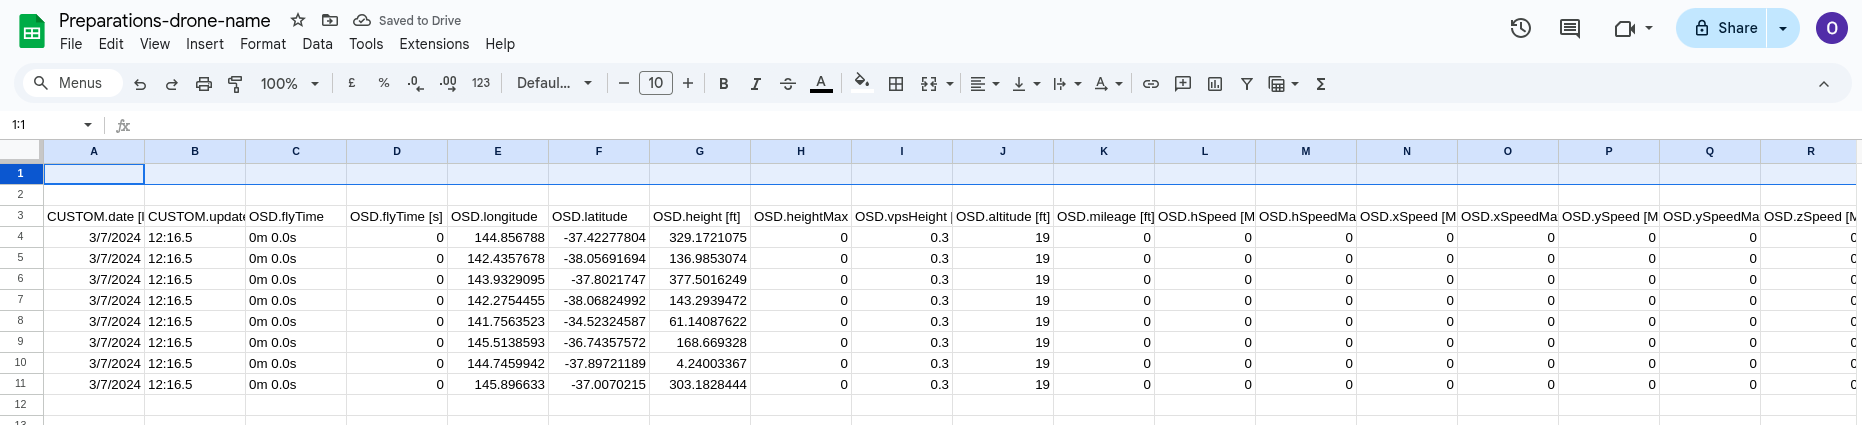 Preparations-drone-name Saved to Drive
File Edit View Insert Format Data Tools Extensions Help
Share O
Menus 100% £ % .0 .00 123 Defaul... 10 B I A Σ
1:1 fx
A B C D E F G H I J K L M N O P Q R
1
2
3 CUSTOM.date [l CUSTOM.update OSD.flyTime OSD.flyTime [s] OSD.longitude OSD.latitude OSD.height [ft] OSD.heightMax OSD.vpsHeight OSD.altitude [ft] OSD.mileage [ft] OSD.hSpeed [M OSD.hSpeedMa OSD.xSpeed [M OSD.xSpeedMa OSD.ySpeed [M OSD.ySpeedMa OSD.zSpeed [M
4 3/7/2024 12:16.5 0m 0.0s 0 144.856788 -37.42277804 329.1721075 0 0.3 19 0 0 0 0 0 0 0 0
5 3/7/2024 12:16.5 0m 0.0s 0 142.4357678 -38.05691694 136.9853074 0 0.3 19 0 0 0 0 0 0 0 0
6 3/7/2024 12:16.5 0m 0.0s 0 143.9329095 -37.8021747 377.5016249 0 0.3 19 0 0 0 0 0 0 0 0
7 3/7/2024 12:16.5 0m 0.0s 0 142.2754455 -38.06824992 143.2939472 0 0.3 19 0 0 0 0 0 0 0 0
8 3/7/2024 12:16.5 0m 0.0s 0 141.7563523 -34.52324587 61.14087622 0 0.3 19 0 0 0 0 0 0 0 0
9 3/7/2024 12:16.5 0m 0.0s 0 145.5138593 -36.74357572 168.669328 0 0.3 19 0 0 0 0 0 0 0 0
10 3/7/2024 12:16.5 0m 0.0s 0 144.7459942 -37.89721189 4.24003367 0 0.3 19 0 0 0 0 0 0 0 0
11 3/7/2024 12:16.5 0m 0.0s 0 145.896633 -37.0070215 303.1828444 0 0.3 19 0 0 0 0 0 0 0 0
12
13